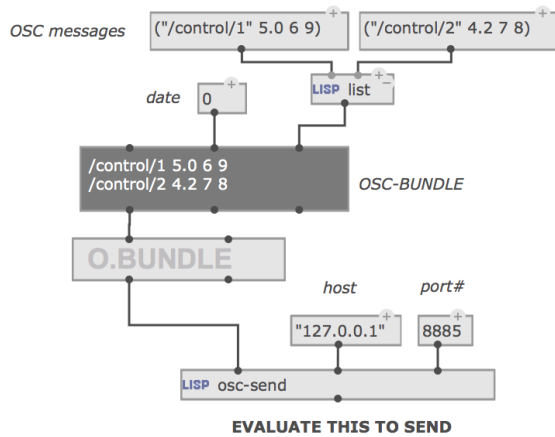 OSC messages
("/control/1" 5.0 6 9)
("/control/2" 4.2 7 8)
date
0
LISP list
/control/1 5.0 6 9
/control/2 4.2 7 8
OSC-BUNDLE
O.BUNDLE
host
port#
"127.0.0.1"
8885
LISP osc-send
EVALUATE THIS TO SEND